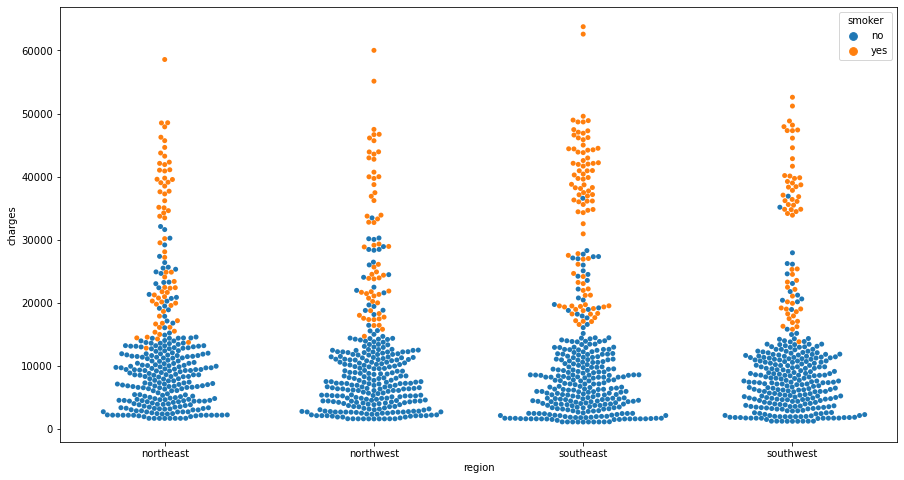 smoker
no
yes
60000
50000
40000
30000
20000
10000
0
charges
northeast northwest southeast southwest
region